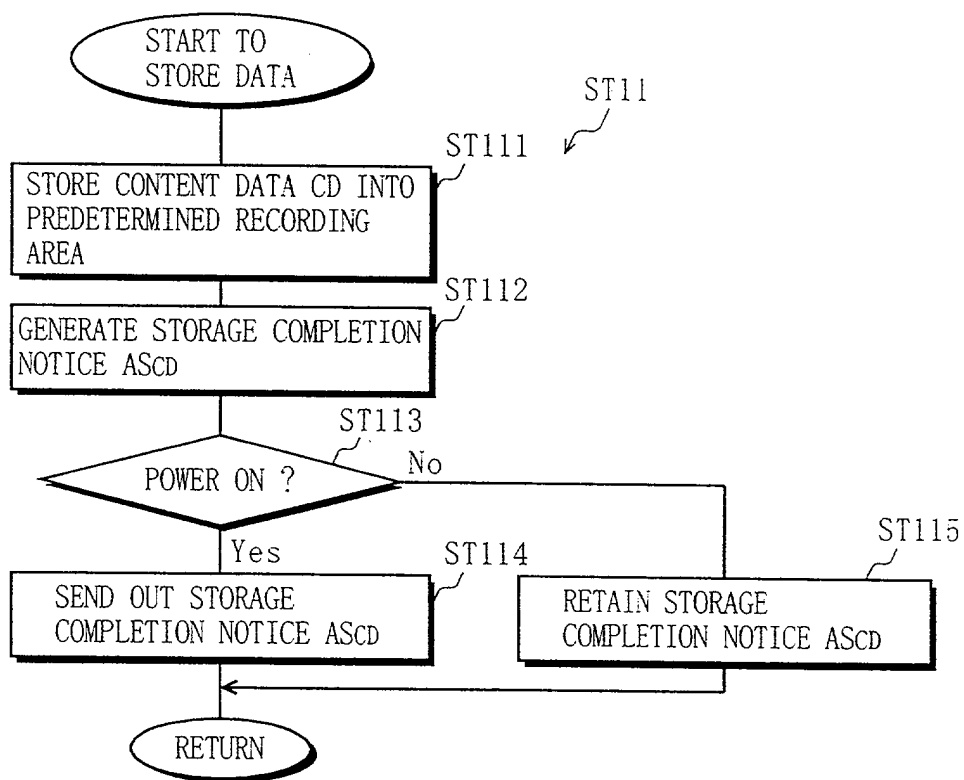 START TO
STORE DATA
ST11
ST111
STORE CONTENT DATA CD INTO
PREDETERMINED RECORDING
AREA
ST112
GENERATE STORAGE COMPLETION
NOTICE ASCD
ST113
POWER ON ?
No
Yes
ST114
SEND OUT STORAGE
COMPLETION NOTICE ASCD
ST115
RETAIN STORAGE
COMPLETION NOTICE ASCD
RETURN